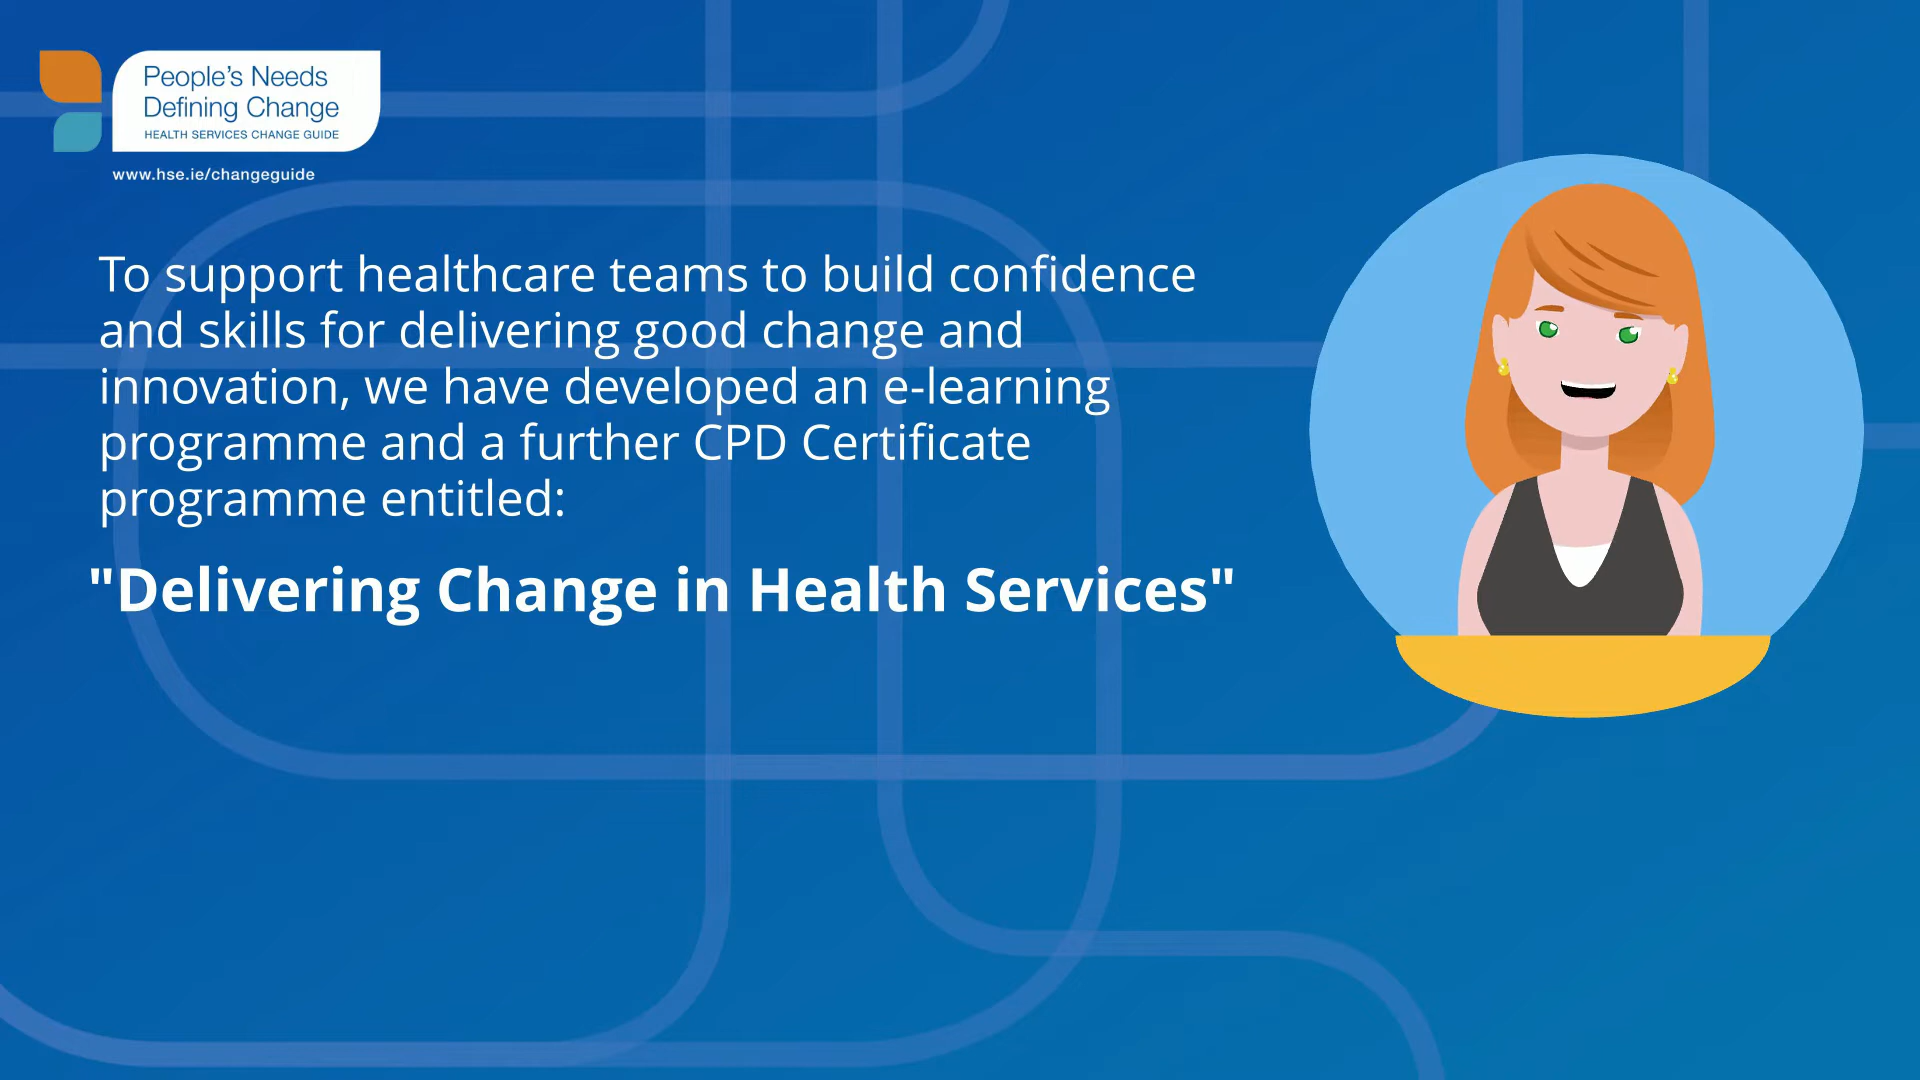 People's Needs
Defining Change
HEALTH SERVICES CHANGE GUIDE
www.hse.ie/changeguide
To support healthcare teams to build confidence
and skills for delivering good change and
innovation, we have developed an e-learning
programme and a further CPD Certificate
programme entitled:
"Delivering Change in Health Services"